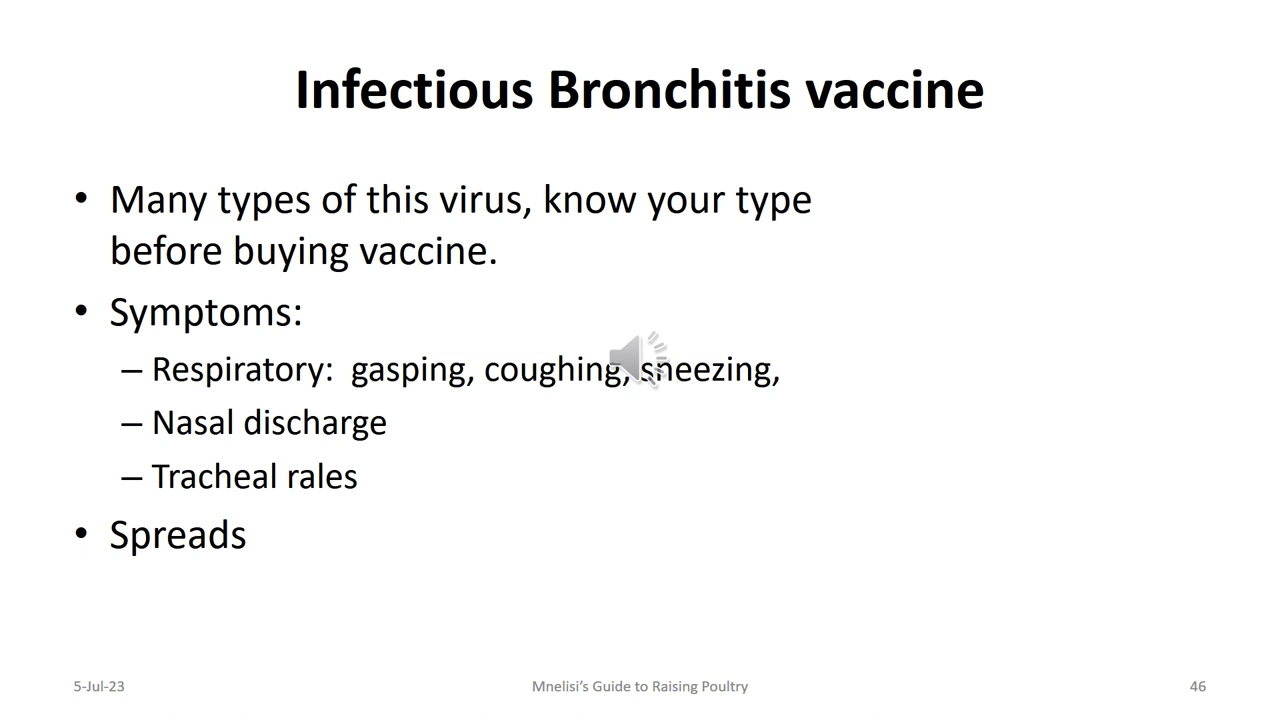 Infectious Bronchitis vaccine
• Many types of this virus, know your type
before buying vaccine.
• Symptoms:
– Respiratory:  gasping, coughing, sneezing,
– Nasal discharge
– Tracheal rales
• Spreads
5-Jul-23
Mnelisi’s Guide to Raising Poultry
46